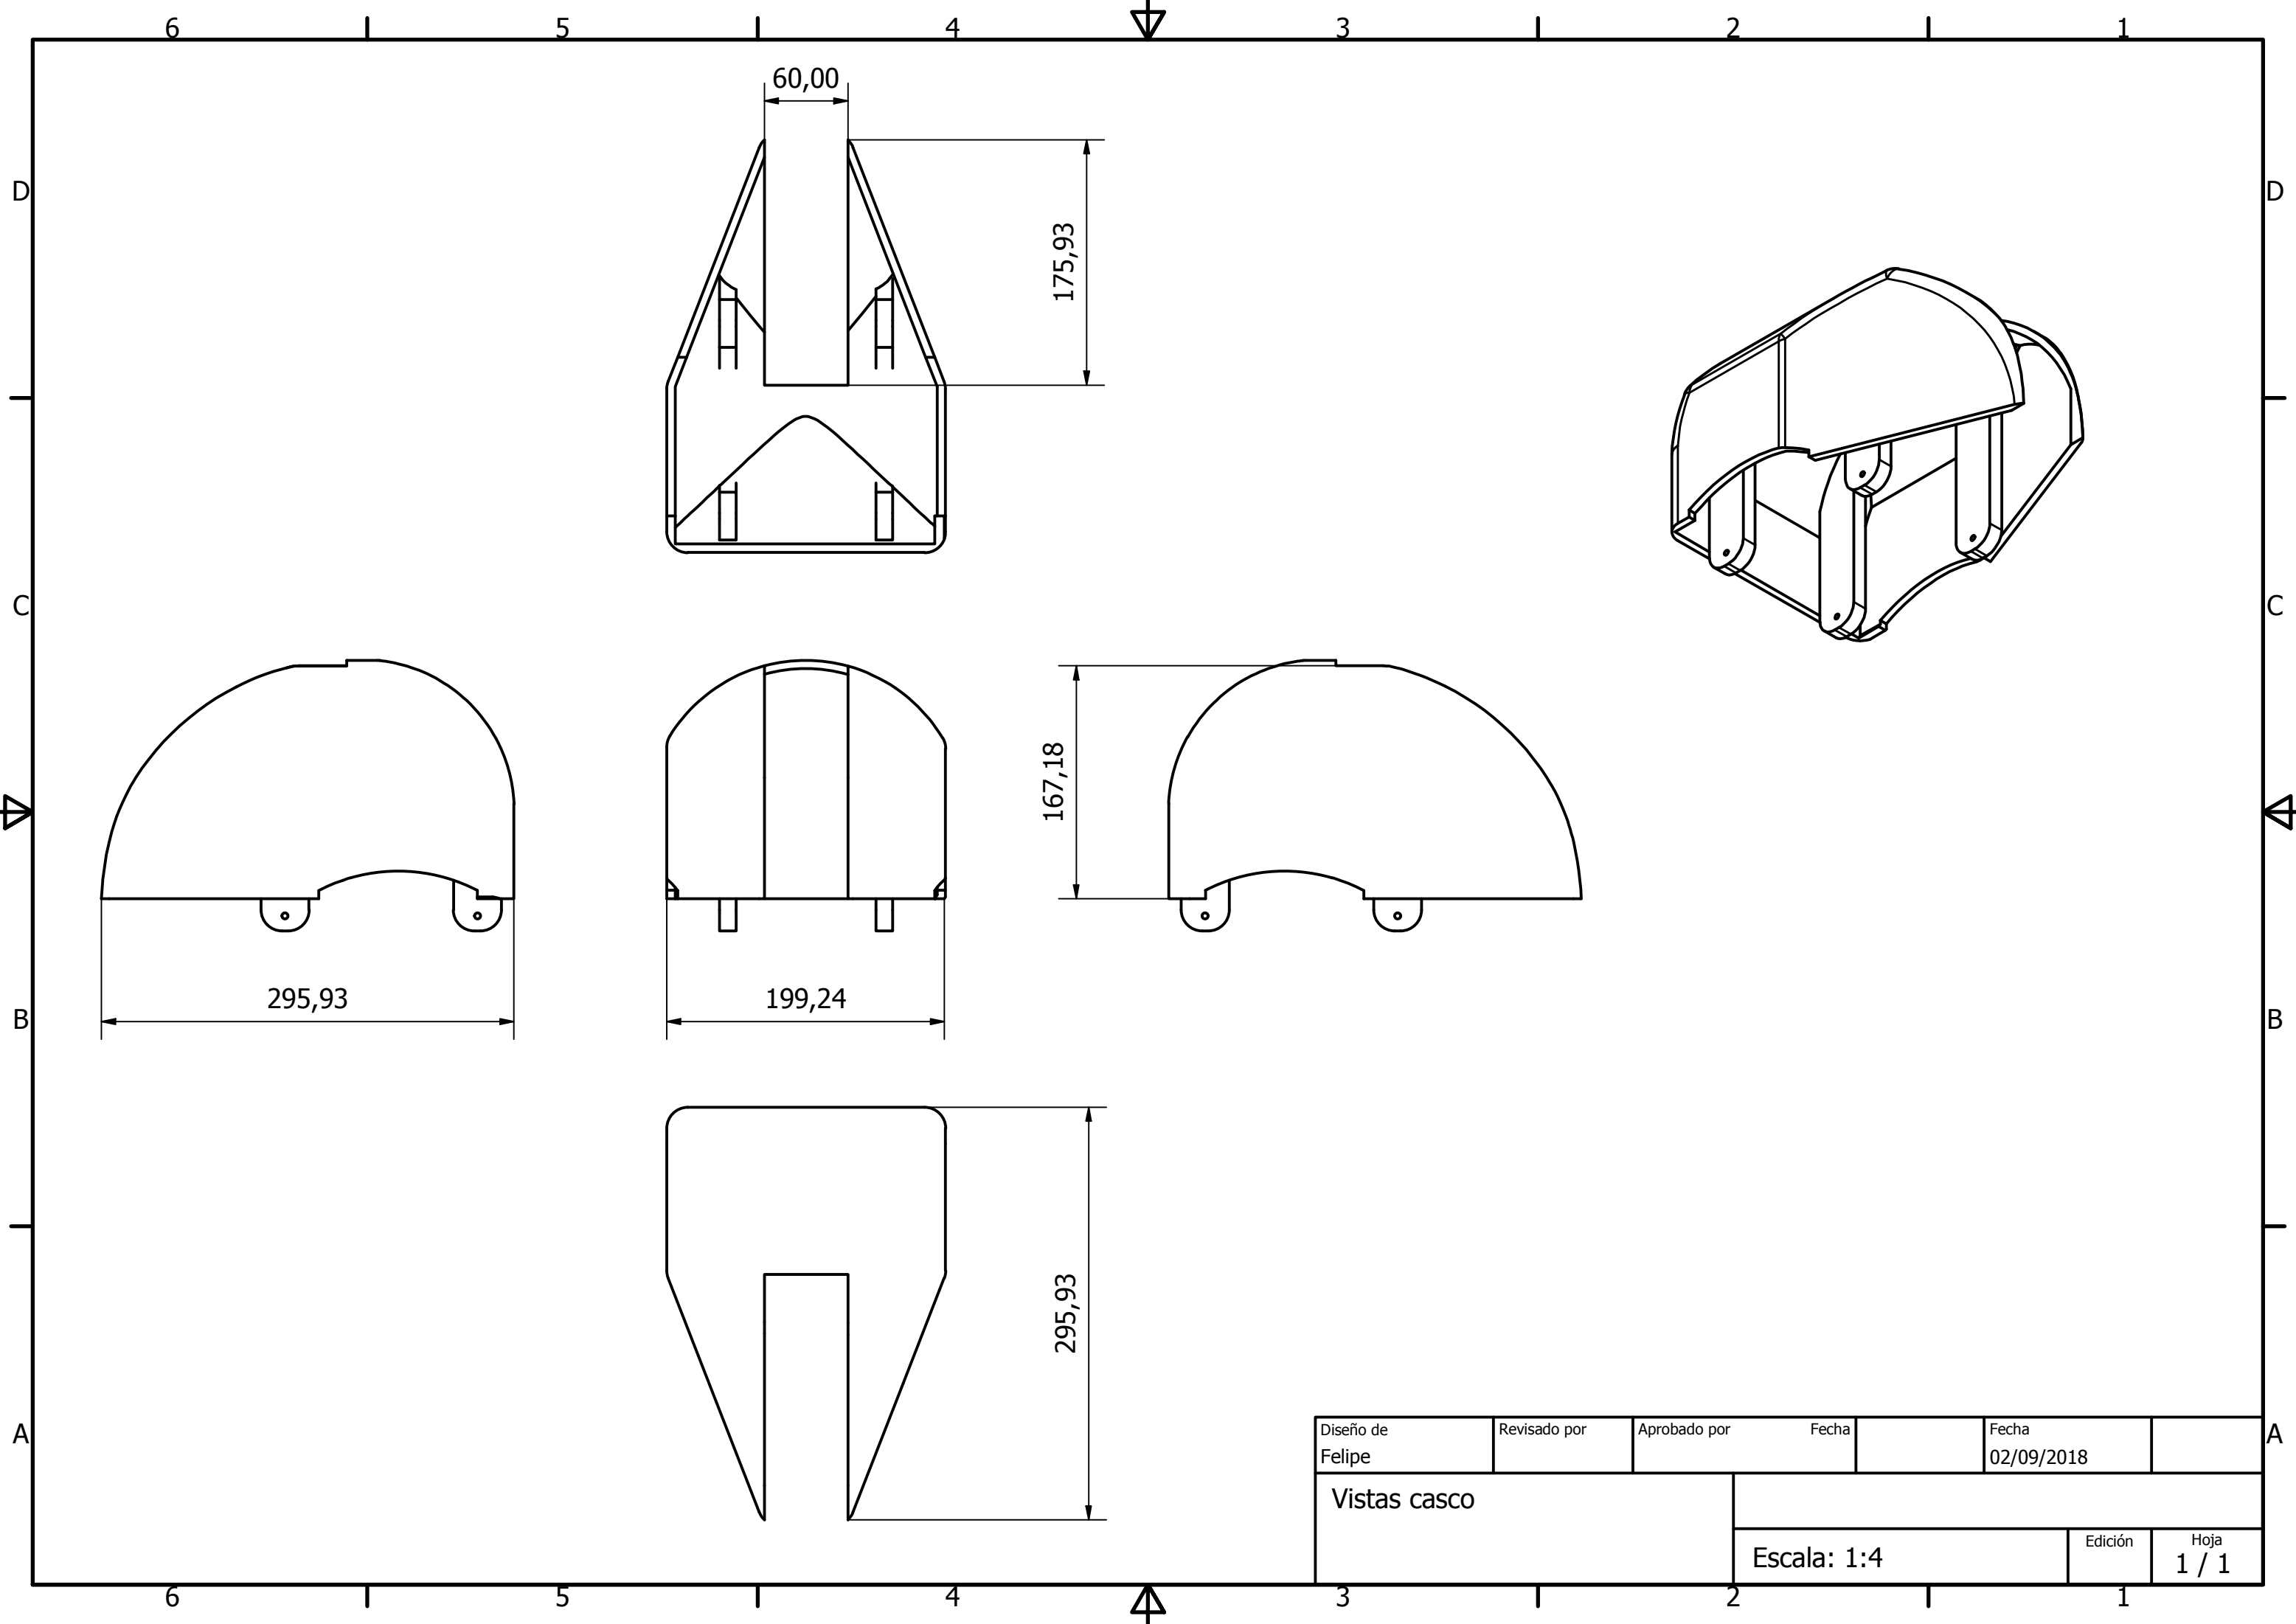 6 5 4 3 2 1
60,00
D D
175,93
C C
167,18
295,93 199,24
B B
295,93
A A
Diseño de Revisado por Aprobado por Fecha Fecha
Felipe 02/09/2018
Vistas casco
Edición Hoja
Escala: 1:4 1 / 1
6 5 4 3 2 1